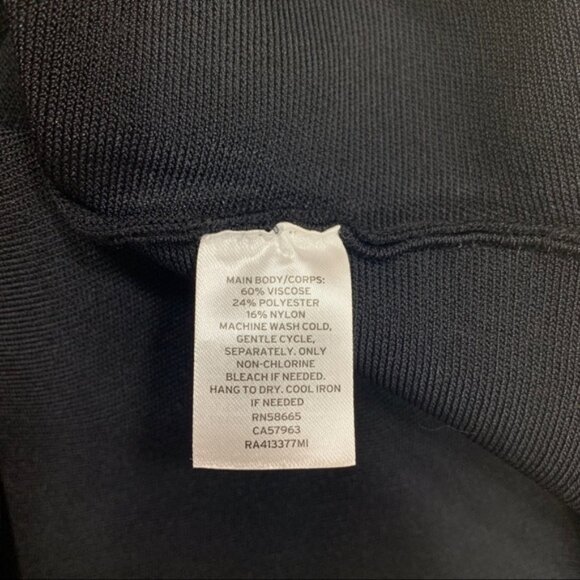 MAIN BODY/CORPS:
60% VISCOSE
24% POLYESTER
16% NYLON
MACHINE WASH COLD,
GENTLE CYCLE,
SEPARATELY. ONLY
NON-CHLORINE
BLEACH IF NEEDED.
HANG TO DRY. COOL IRON
IF NEEDED
RN58665
CA57963
RA413377MI